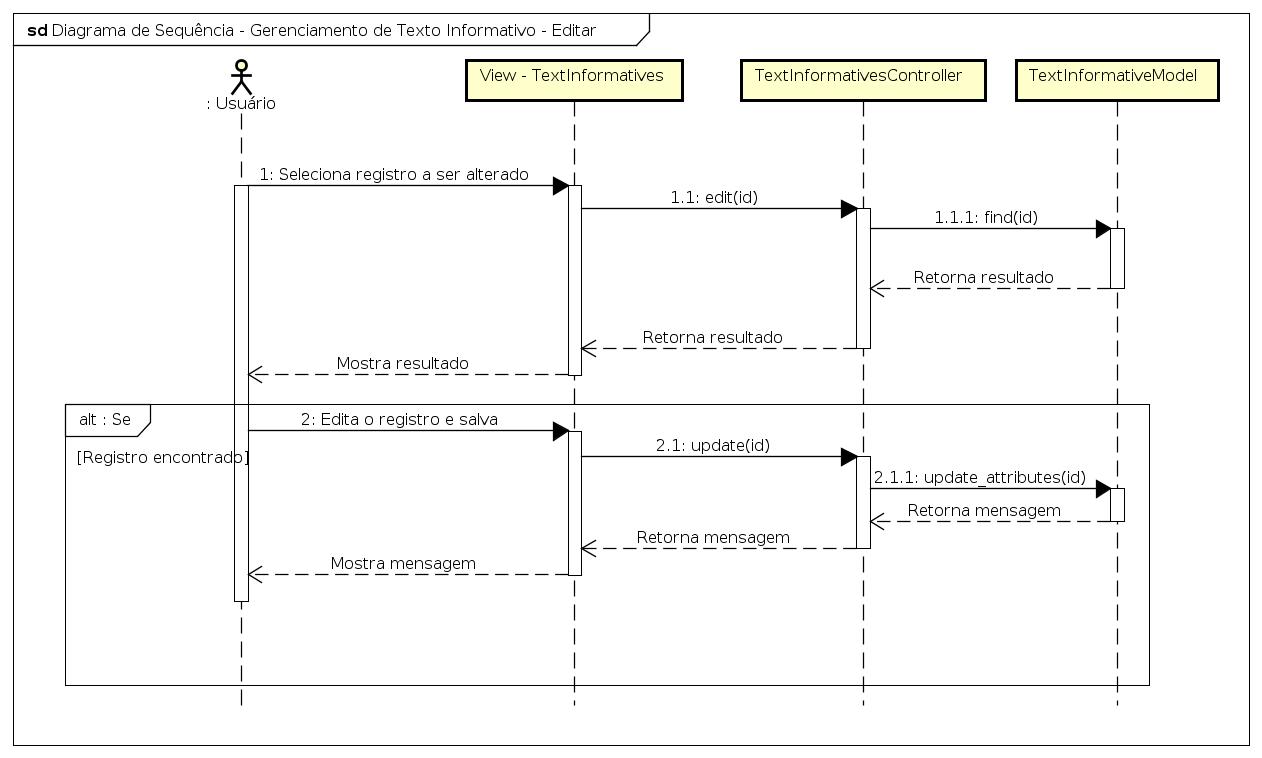 sd Diagrama de Sequência - Gerenciamento de Texto Informativo - Editar
: Usuário
View - TextInformatives
TextInformativesController
TextInformativeModel
1: Seleciona registro a ser alterado
1.1: edit(id)
1.1.1: find(id)
Retorna resultado
Retorna resultado
Mostra resultado
alt : Se
2: Edita o registro e salva
[Registro encontrado]
2.1: update(id)
2.1.1: update_attributes(id)
Retorna mensagem
Retorna mensagem
Mostra mensagem